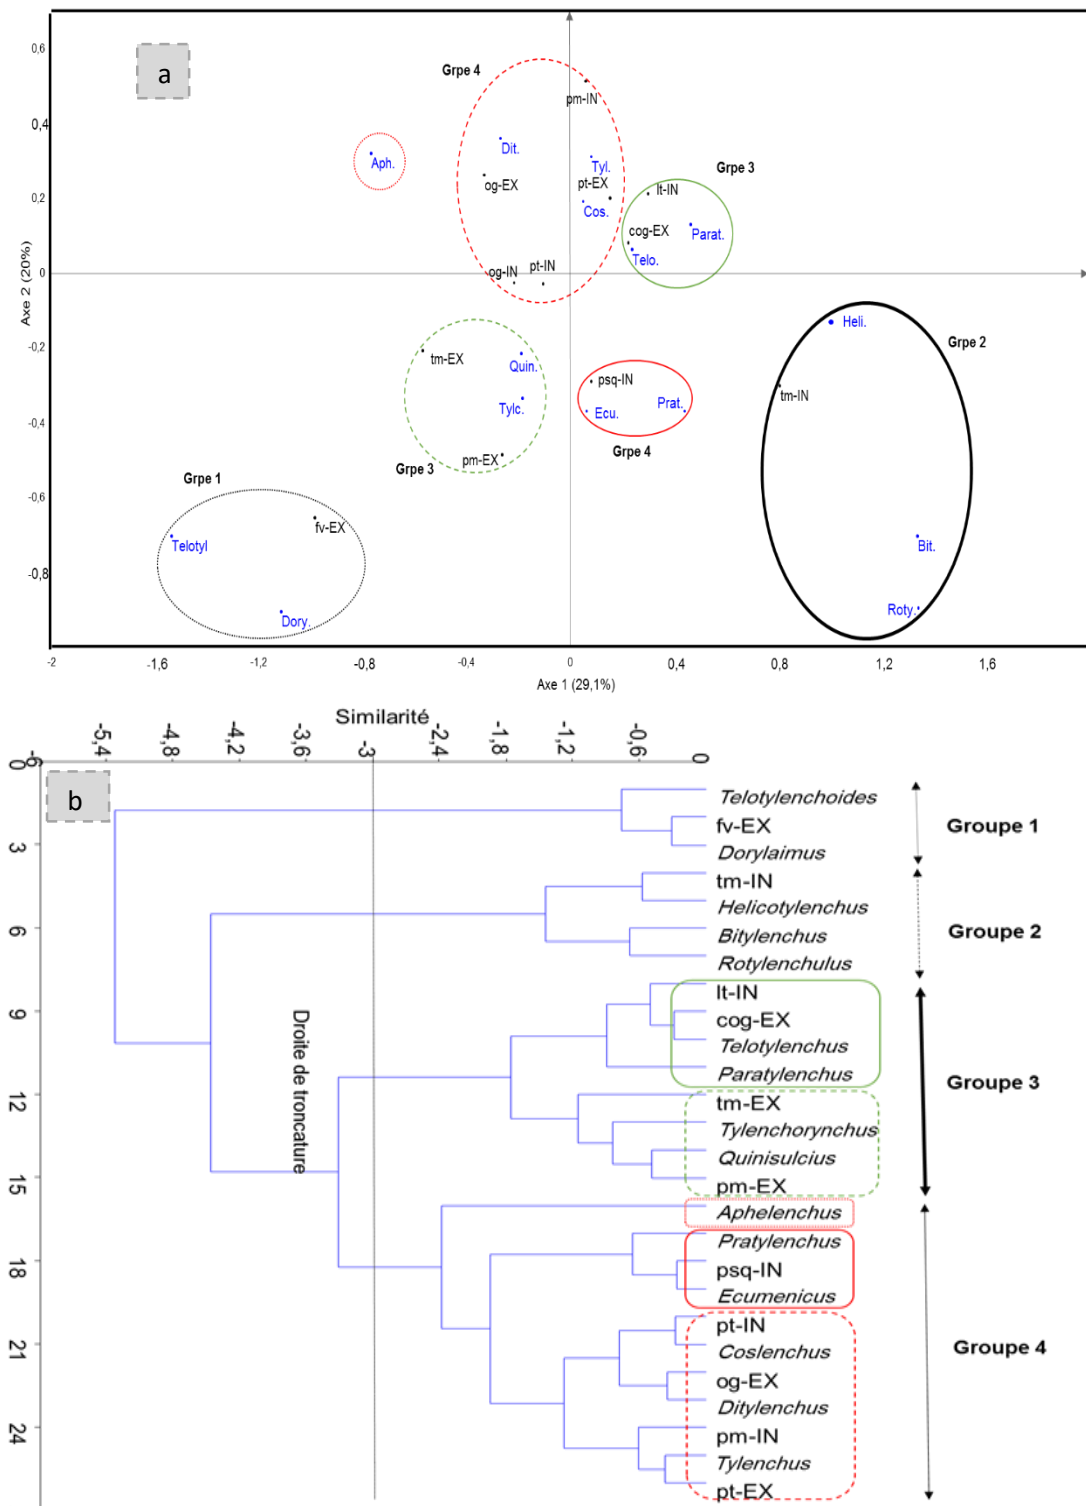 a
Grpe 4
pm-IN
Aph.
Dit.
Tyl.
Grpe 3
og-EX
pt-EX
lt-IN
Cos.
cog-EX
Parat.
Telo.
og-IN
pt-IN
Heli.
Grpe 2
tm-EX
Quin.
psq-IN
tm-IN
Tylc.
Ecu.
Prat.
Grpe 4
pm-EX
Grpe 3
Grpe 1
fv-EX
Telotyl
Bit.
Dory.
Roty.
0,6
0,4
0,2
0
-0,2
-0,4
-0,6
-0,8
Axe 2 (20%)
-2
-1,6
-1,2
-0,8
-0,4
0
0,4
0,8
1,2
1,6
Axe 1 (29,1%)
Similarité
-6
-5,4
-4,8
-4,2
-3,6
-3
-2,4
-1,8
-1,2
-0,6
0
b
0
3
6
9
12
15
18
21
24
Droite de troncature
Telotylenchoides
fv-EX
Dorylaimus
Groupe 1
tm-IN
Helicotylenchus
Bitylenchus
Rotylenchulus
Groupe 2
lt-IN
cog-EX
Telotylenchus
Paratylenchus
tm-EX
Tylenchorynchus
Quinisulcius
pm-EX
Groupe 3
Aphelenchus
Pratylenchus
psq-IN
Ecumenicus
pt-IN
Coslenchus
og-EX
Ditylenchus
pm-IN
Tylenchus
pt-EX
Groupe 4